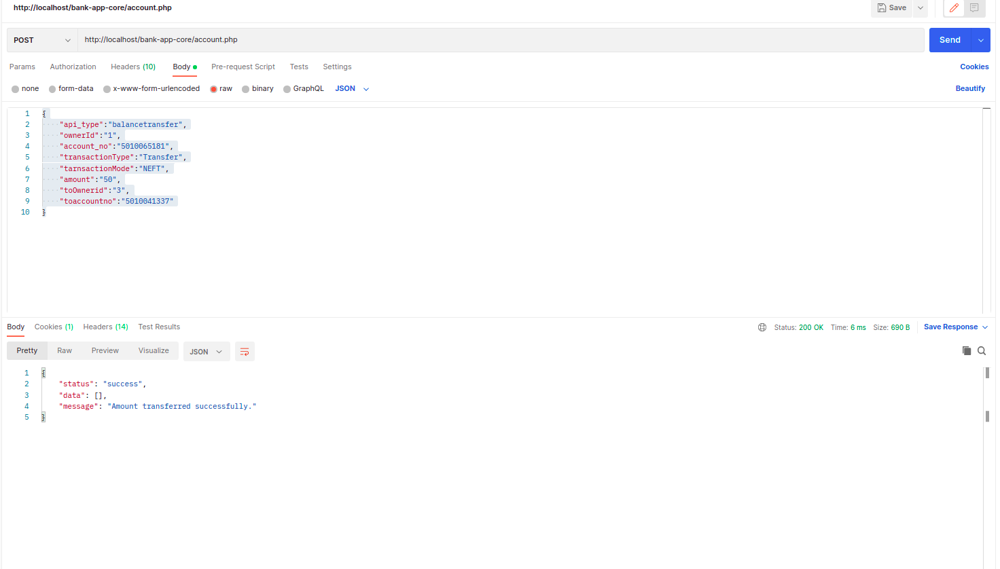 http://localhost/bank-app-core/account.php
Save
POST
http://localhost/bank-app-core/account.php
Send
Params Authorization Headers (10) Body Pre-request Script Tests Settings Cookies
none form-data x-www-form-urlencoded raw binary GraphQL JSON Beautify
1 {
2 ····"api_type":"balancetransfer",
3 ····"ownerId":"1",
4 ····"account_no":"5010065181",
5 ····"transactionType":"Transfer",
6 ····"tarnsactionMode":"NEFT",
7 ····"amount":"50",
8 ····"toOwnerid":"3",
9 ····"toaccountno":"5010041337"
10 }
Body Cookies (1) Headers (14) Test Results Status: 200 OK Time: 6 ms Size: 690 B Save Response
Pretty Raw Preview Visualize JSON
1 {
2 "status": "success",
3 "data": [],
4 "message": "Amount transferred successfully."
5 }